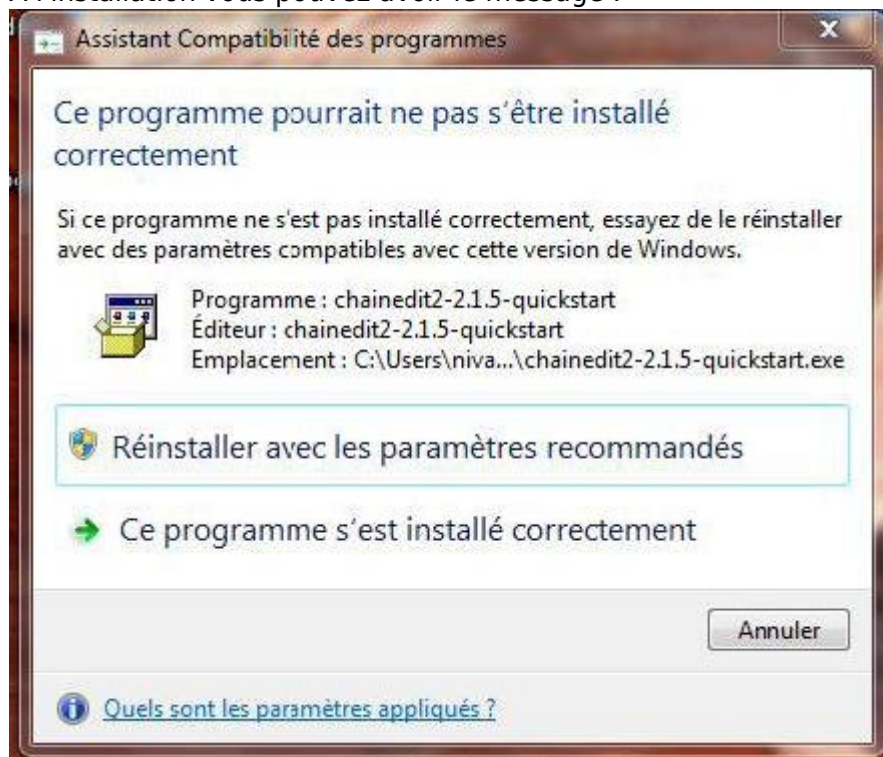 Assistant Compatibilité des programmes
Ce programme pourrait ne pas s'être installé
correctement
Si ce programme ne s'est pas installé correctement, essayez de le réinstaller
avec des paramètres compatibles avec cette version de Windows.
Programme : chainedit2-2.1.5-quickstart
Éditeur : chainedit2-2.1.5-quickstart
Emplacement : C:\Users\niva...\chainedit2-2.1.5-quickstart.exe
Réinstaller avec les paramètres recommandés
Ce programme s'est installé correctement
Annuler
Quels sont les paramètres appliqués ?